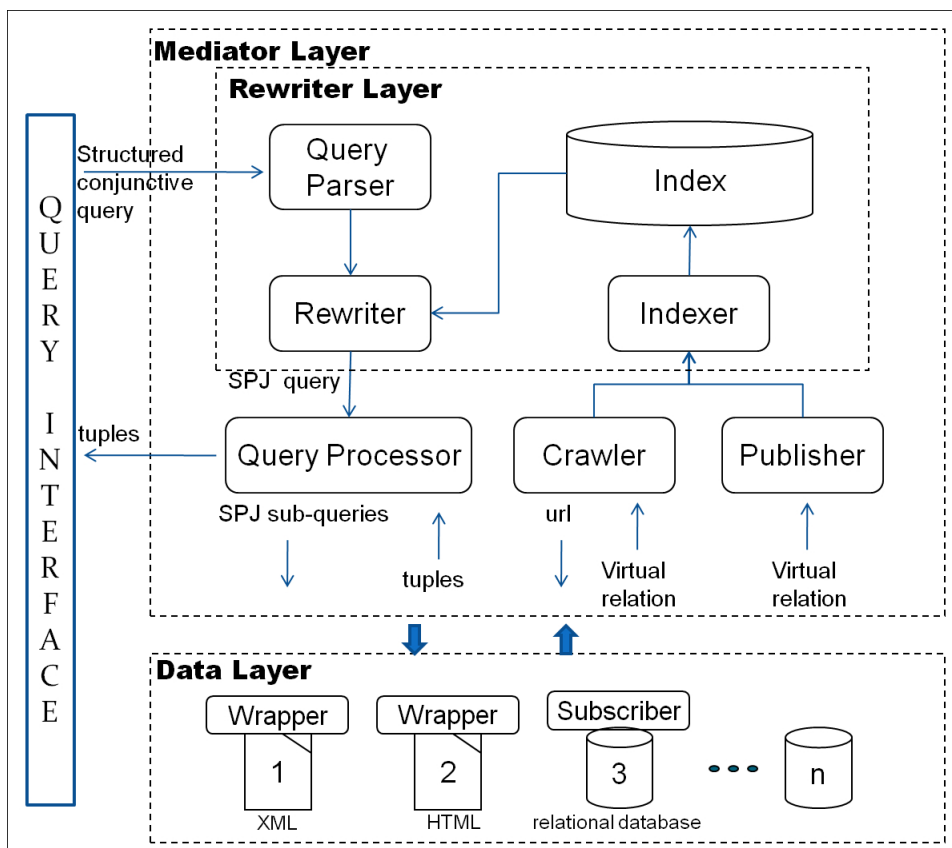 Mediator Layer
Rewriter Layer
QUERY INTERFACE
Structured
conjunctive
query
Query
Parser
Index
Rewriter
Indexer
SPJ query
tuples
Query Processor
Crawler
Publisher
SPJ sub-queries
url
tuples
Virtual
relation
Virtual
relation
Data Layer
Wrapper
Wrapper
Subscriber
1
2
3
n
XML
HTML
relational database